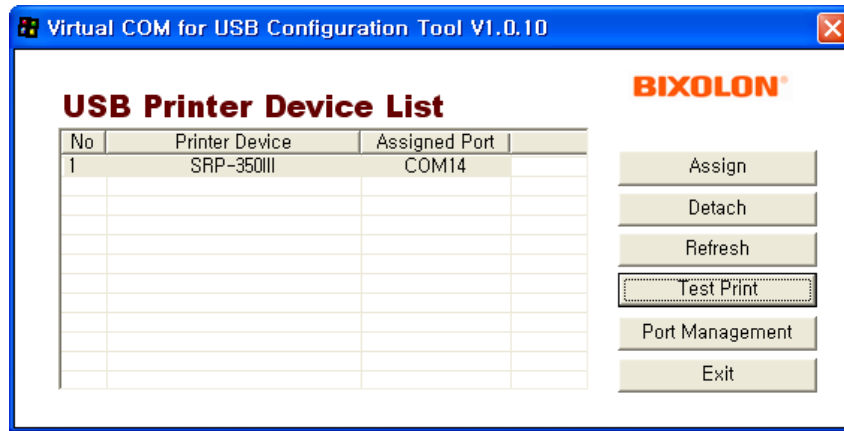 Virtual COM for USB Configuration Tool V1.0.10
BIXOLON®
USB Printer Device List
No Printer Device Assigned Port
1 SRP-350III COM14
Assign
Detach
Refresh
Test Print
Port Management
Exit